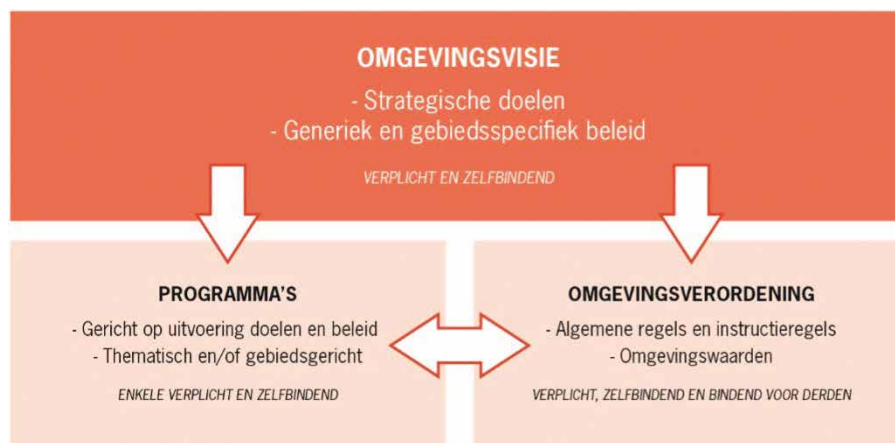 OMGEVINGSVISIE
- Strategische doelen
- Generiek en gebiedsspecifiek beleid
VERPLICHT EN ZELFBINDEND
PROGRAMMA'S
- Gericht op uitvoering doelen en beleid
- Thematisch en/of gebiedsgericht
ENKELE VERPLICHT EN ZELFBINDEND
OMGEVINGSVERORDENING
- Algemene regels en instructieregels
- Omgevingswaarden
VERPLICHT, ZELFBINDEND EN BINDEND VOOR DERDEN